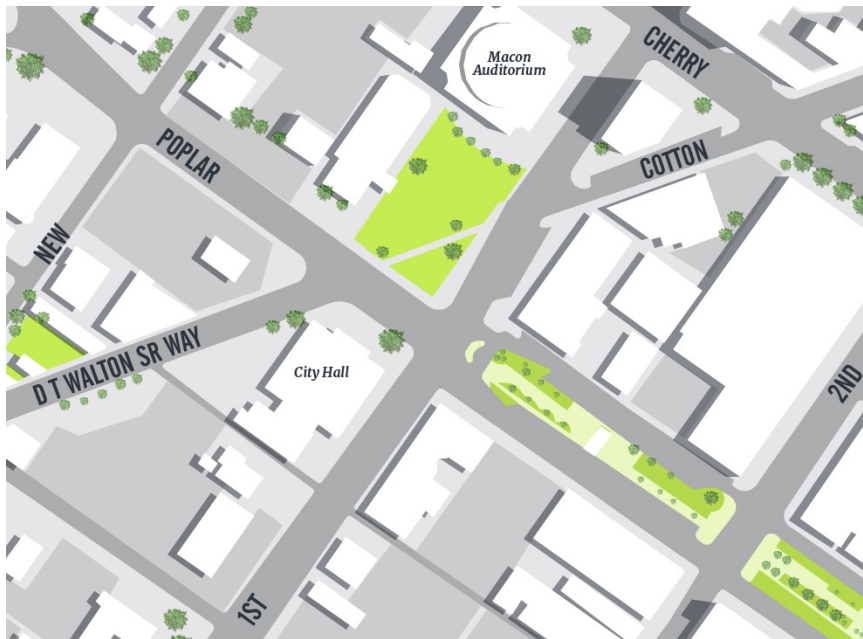 CHERRY
Macon
Auditorium
COTTON
POPLAR
NEW
D T WALTON SR WAY
City Hall
2ND
1ST